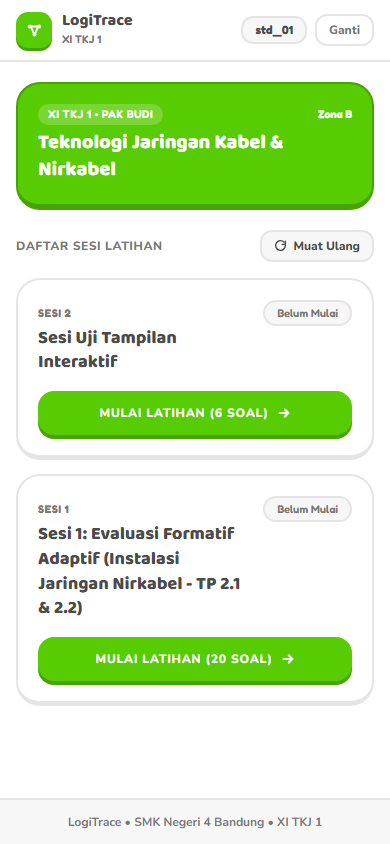 LogiTrace
XI TKJ 1
std_01
Ganti
XI TKJ 1 • PAK BUDI
Zona B
Teknologi Jaringan Kabel &
Nirkabel
DAFTAR SESI LATIHAN
Muat Ulang
SESI 2
Belum Mulai
Sesi Uji Tampilan
Interaktif
MULAI LATIHAN (6 SOAL) →
SESI 1
Belum Mulai
Sesi 1: Evaluasi Formatif
Adaptif (Instalasi
Jaringan Nirkabel - TP 2.1
& 2.2)
MULAI LATIHAN (20 SOAL) →
LogiTrace • SMK Negeri 4 Bandung • XI TKJ 1